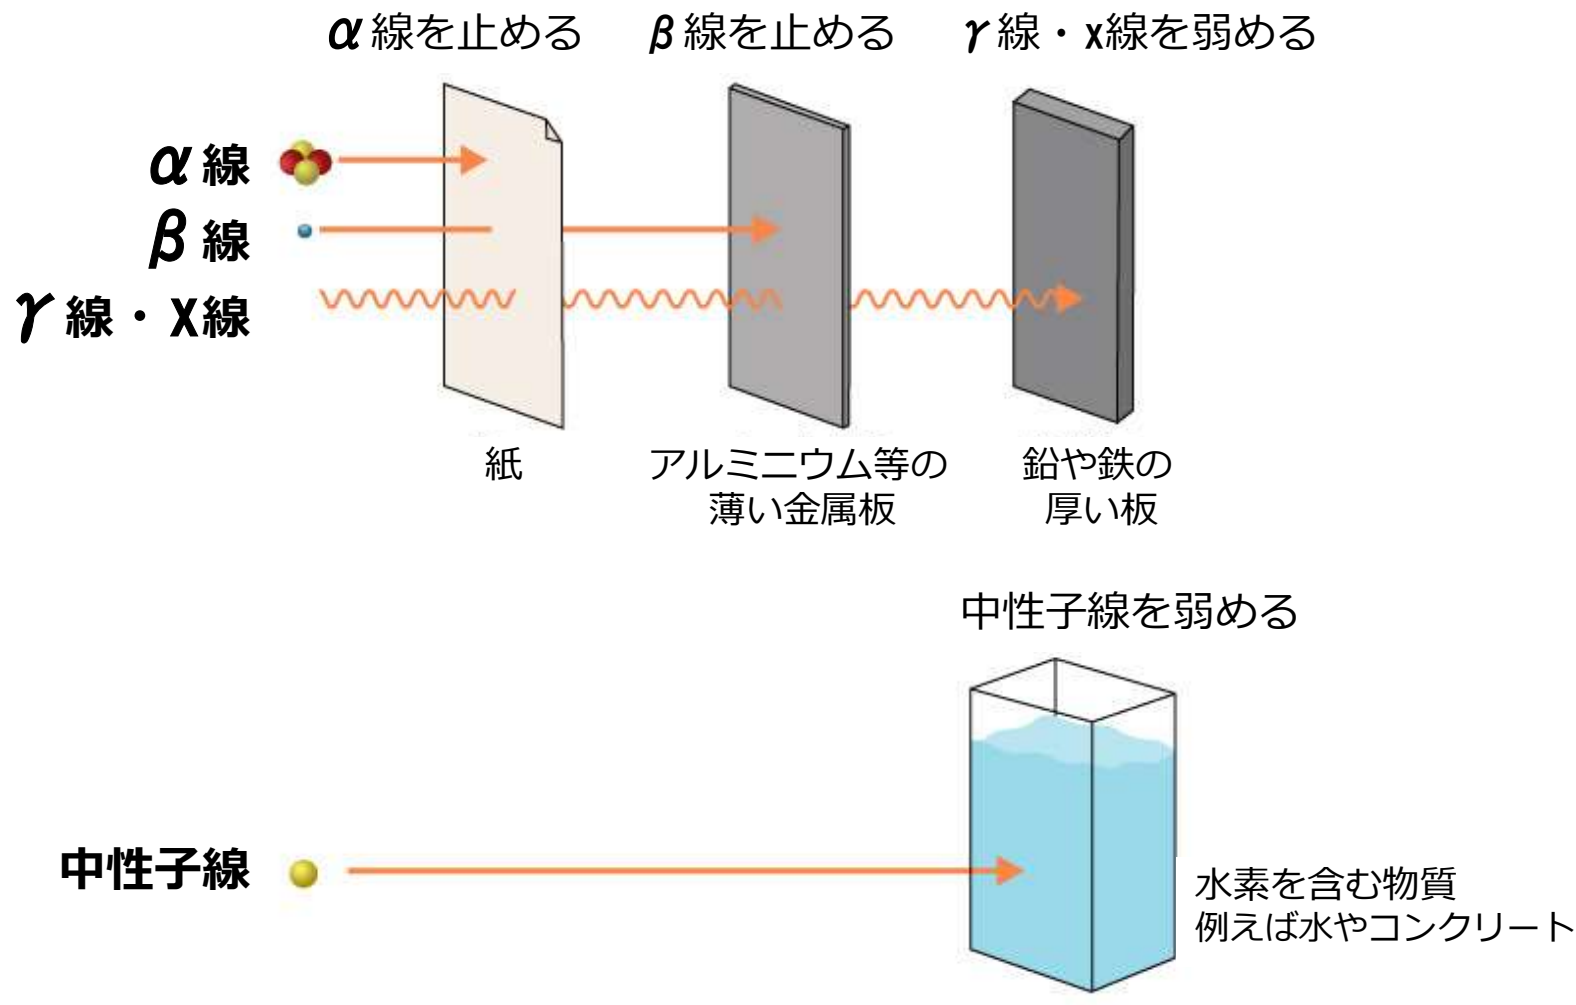 α線を止める
β線を止める
γ線・x線を弱める
α線
β線
γ線・X線
紙
アルミニウム等の
薄い金属板
鉛や鉄の
厚い板
中性子線を弱める
中性子線
水素を含む物質
例えば水やコンクリート